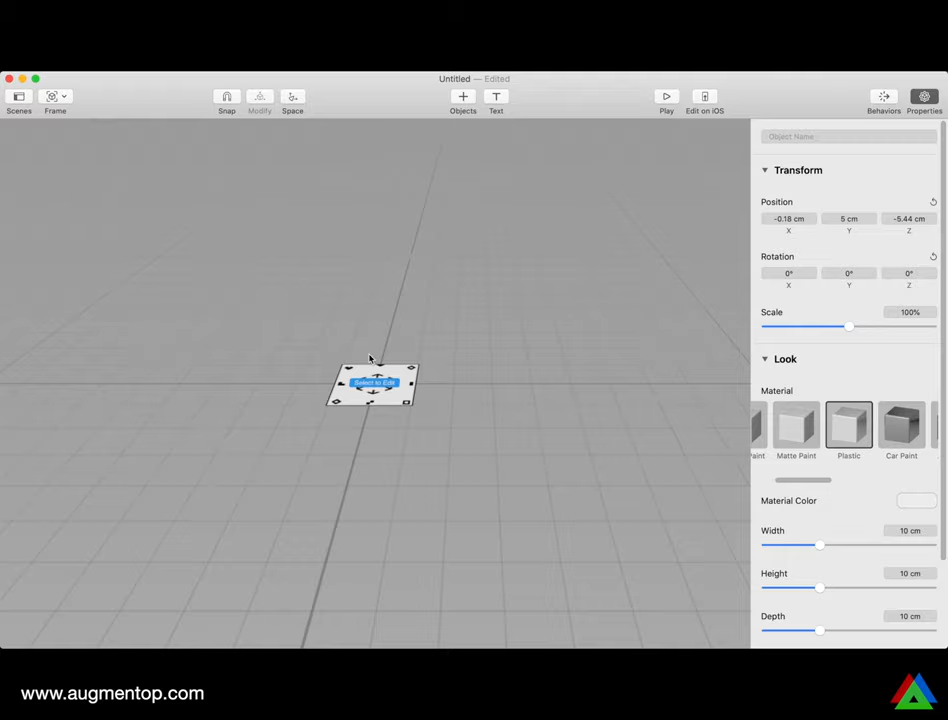 Untitled — Edited
Scenes
Frame
Snap
Modify
Space
Objects
Text
Play
Edit on iOS
Behaviors
Properties
Object Name
Transform
Position
-0.18 cm
5 cm
-5.44 cm
X
Y
Z
Rotation
0°
0°
0°
X
Y
Z
Scale
100%
Select to Edit
Look
Material
Paint
Matte Paint
Plastic
Car Paint
Material Color
Width
10 cm
Height
10 cm
Depth
10 cm
www.augmentop.com